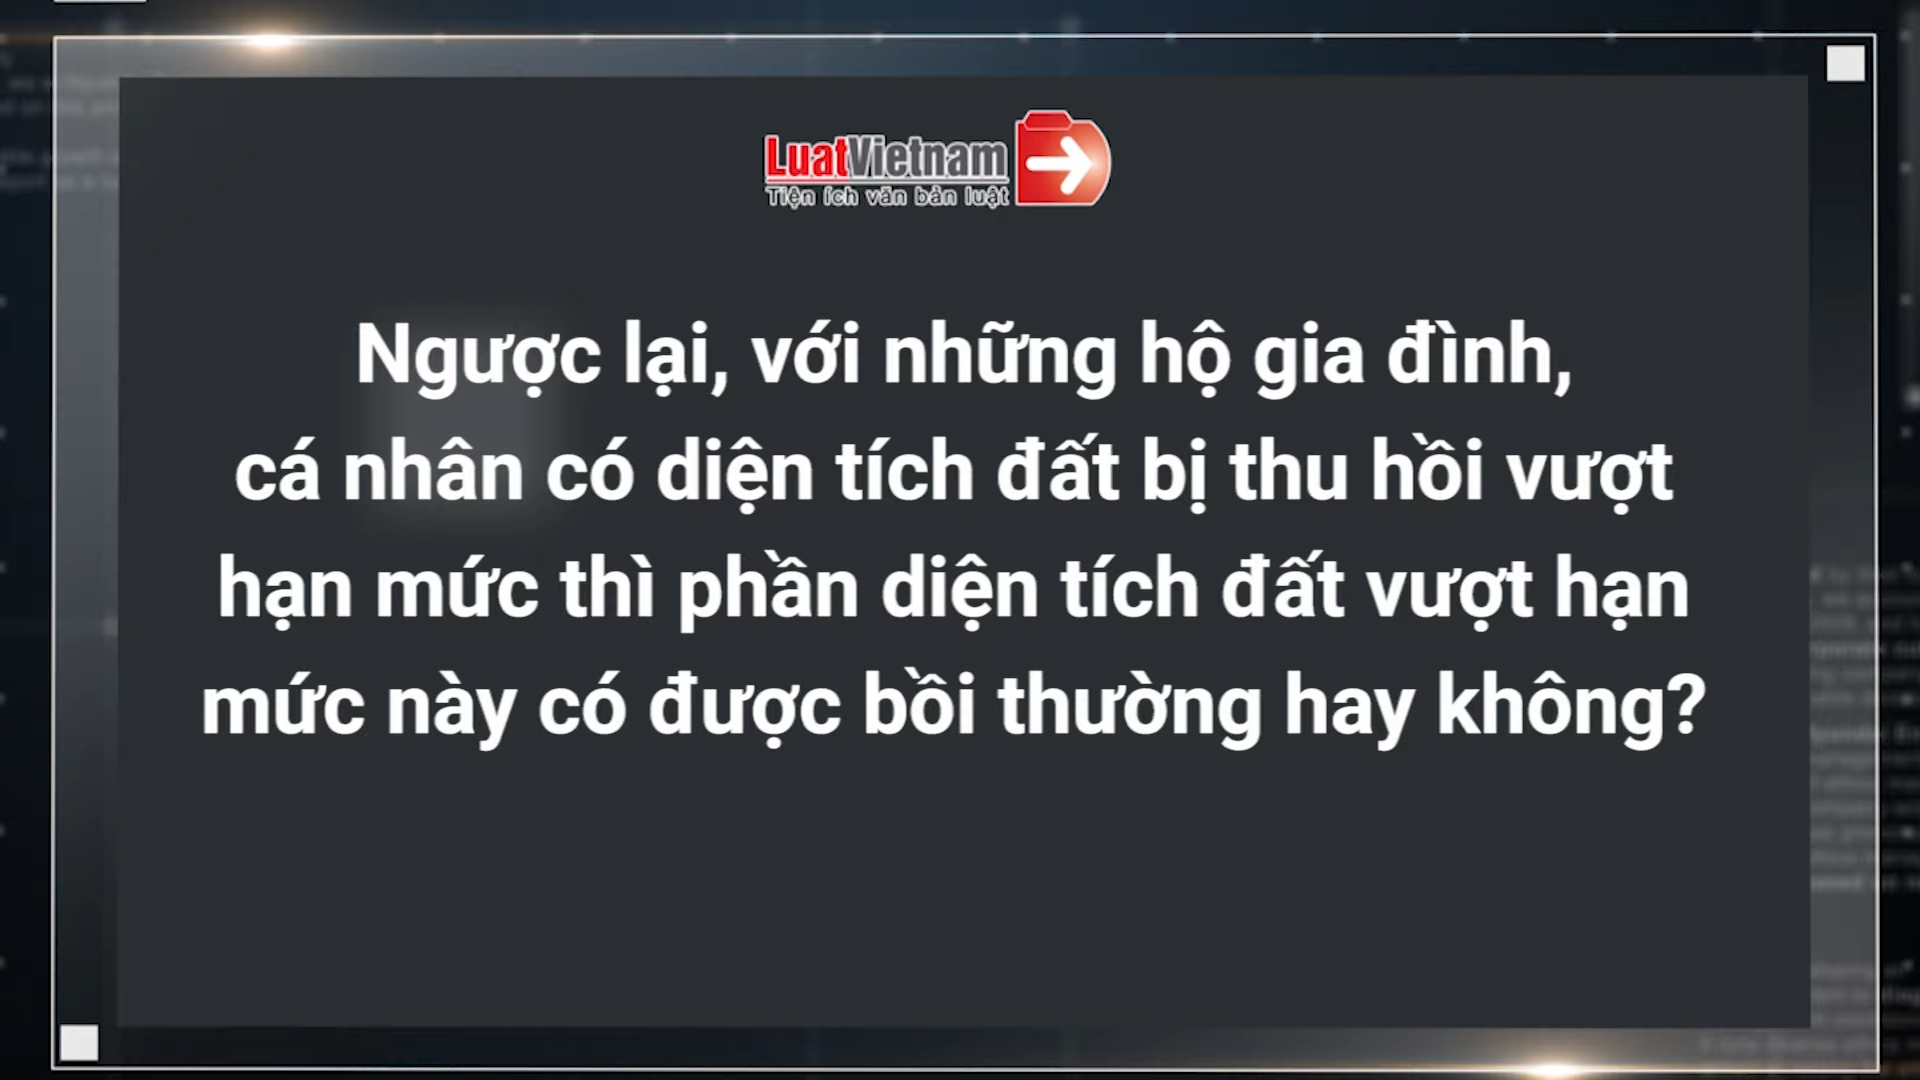 LuatVietnam
Tiện ích văn bản luật
Ngược lại, với những hộ gia đình,
cá nhân có diện tích đất bị thu hồi vượt
hạn mức thì phần diện tích đất vượt hạn
mức này có được bồi thường hay không?